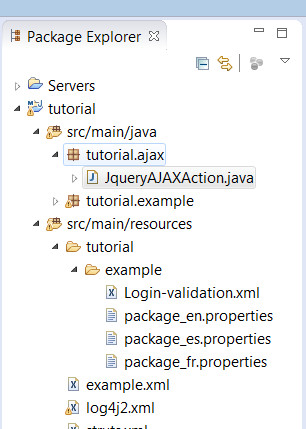 Package Explorer
Servers
tutorial
src/main/java
tutorial.ajax
JqueryAJAXAction.java
tutorial.example
src/main/resources
tutorial
example
Login-validation.xml
package_en.properties
package_es.properties
package_fr.properties
example.xml
log4j2.xml